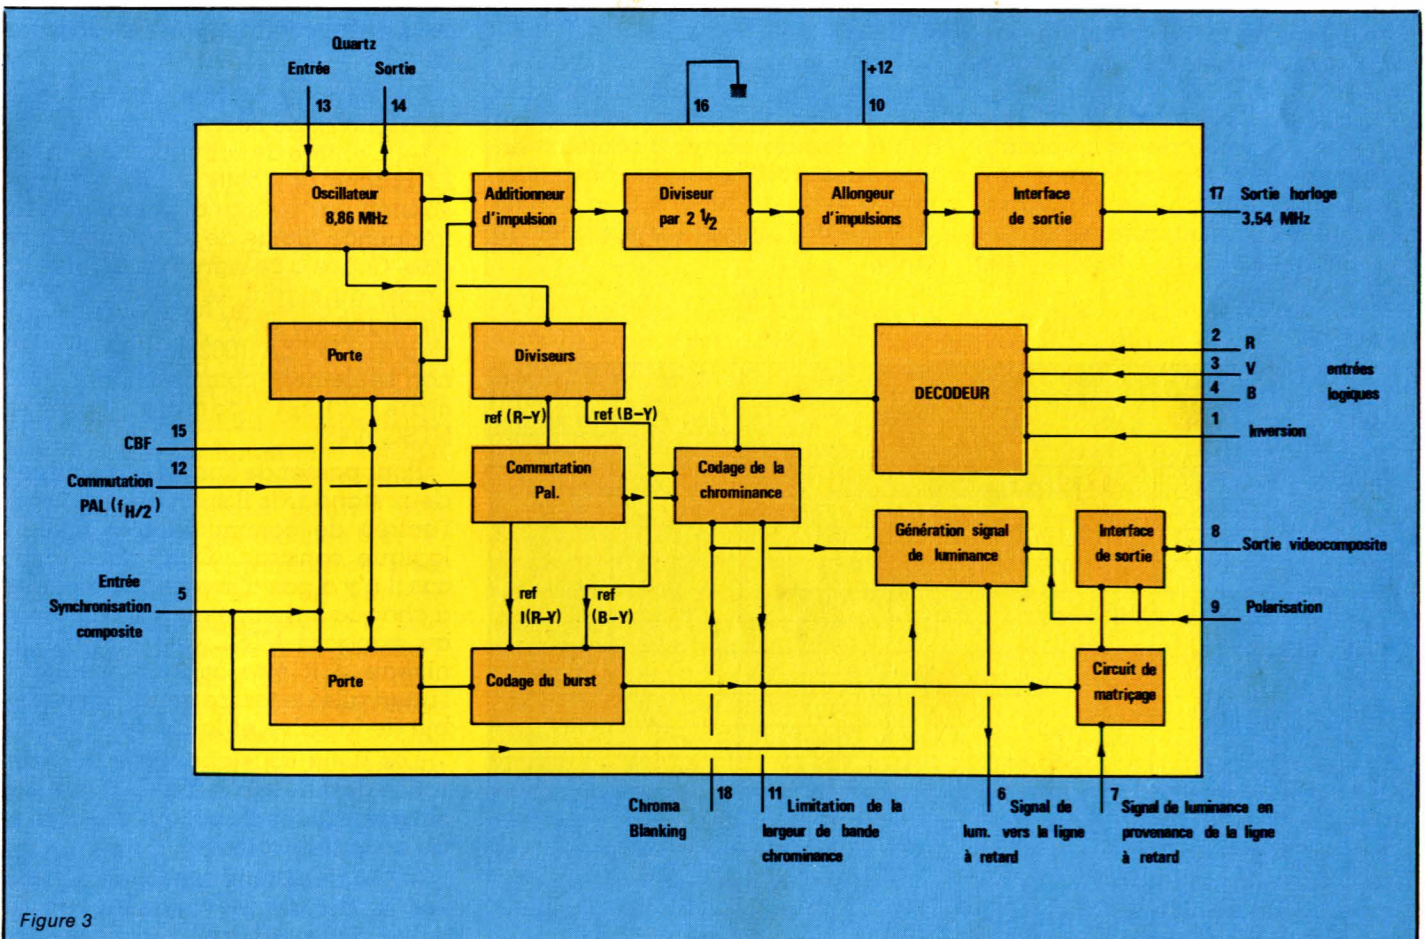 Quartz
Entrée Sortie
13 14 16 +12
10
Oscillateur
8,86 MHz
Additionneur
d'impulsion
Diviseur
par 2 1/2
Allongeur
d'impulsions
Interface
de sortie
17 Sortie horloge
3.54 MHz
Porte
Diviseurs
DECODEUR
2 R
3 V
4 B
entrées
logiques
1
Inversion
ref (R–Y) ref (B–Y)
15
CBF
12
Commutation
PAL (fH/2)
Commutation
Pal.
Codage de la
chrominance
Génération signal
de luminance
Interface
de sortie
8
Sortie videocomposite
Entrée
Synchronisation
composite
5
ref
I(R–Y)
ref
(B–Y)
9 Polarisation
Porte
Codage du burst
Circuit de
matriçage
18
Chroma
Blanking
11 Limitation de la
largeur de bande
chrominance
6 Signal de
lum. vers la ligne
à retard
7 Signal de luminance en
provenance de la ligne
à retard
Figure 3